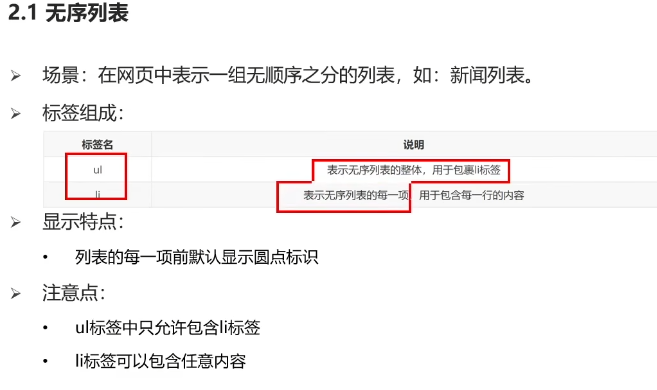 2.1 无序列表
➢ 场景：在网页中表示一组无顺序之分的列表，如：新闻列表。
➢ 标签组成：
标签名 说明
ul 表示无序列表的整体，用于包裹li标签
li 表示无序列表的每一项，用于包含每一行的内容
➢ 显示特点：
• 列表的每一项前默认显示圆点标识
➢ 注意点：
• ul标签中只允许包含li标签
• li标签可以包含任意内容